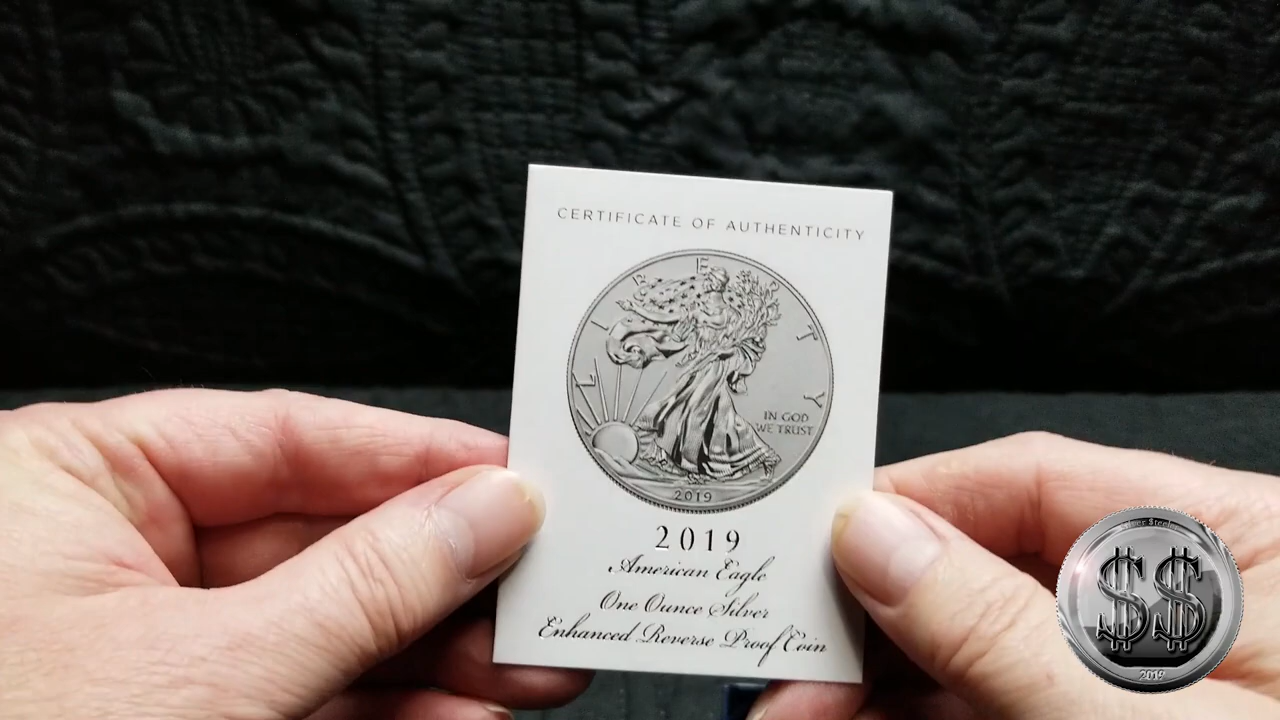 CERTIFICATE OF AUTHENTICITY
LIBERTY
IN GOD
WE TRUST
2019
2019
American Eagle
One Ounce Silver
Enhanced Reverse Proof Coin
$$
2019